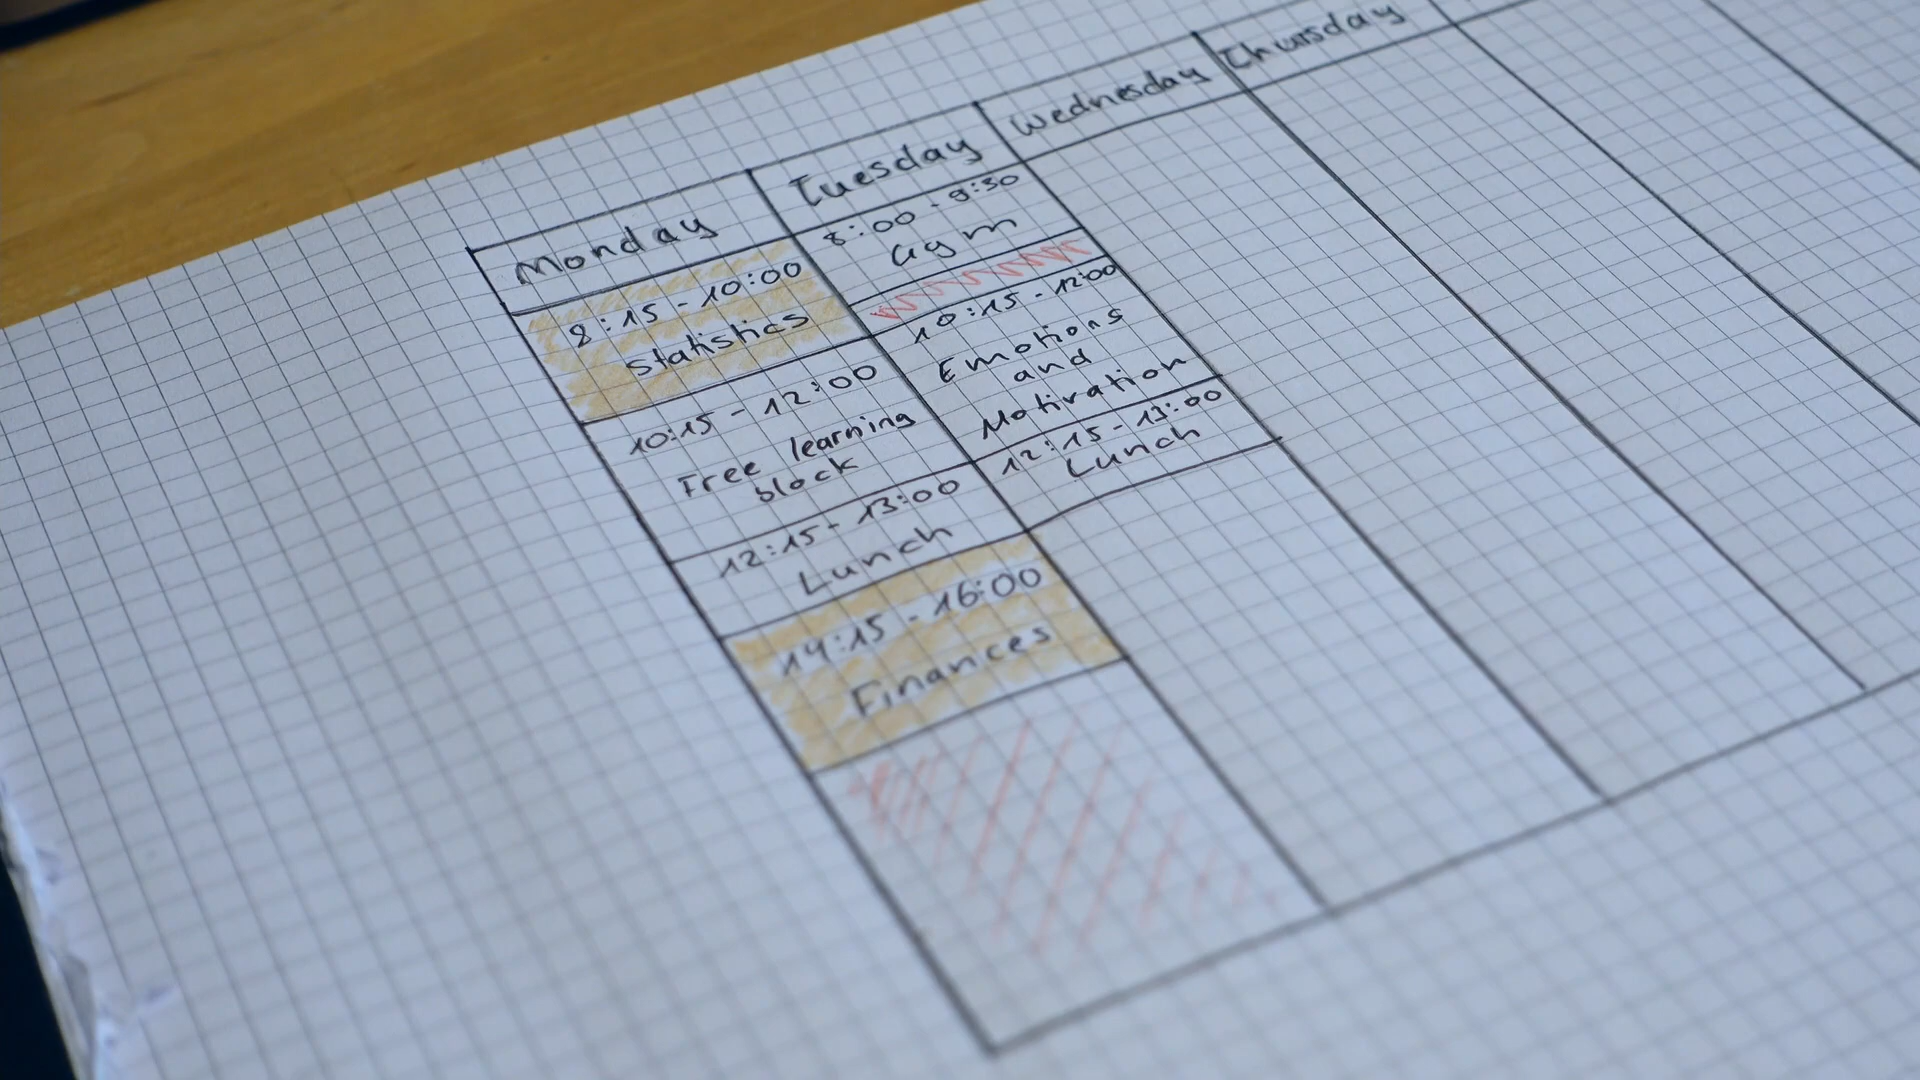 Monday
8:15 - 10:00
Statistics
10:15 - 12:00
Free learning
block
12:15 - 13:00
Lunch
14:15 - 16:00
Finances
Tuesday
8:00 - 9:30
Gym
10:15 - 12:00
Emotions
and
Motivation
12:15 - 13:00
Lunch
Wednesday
Thursday